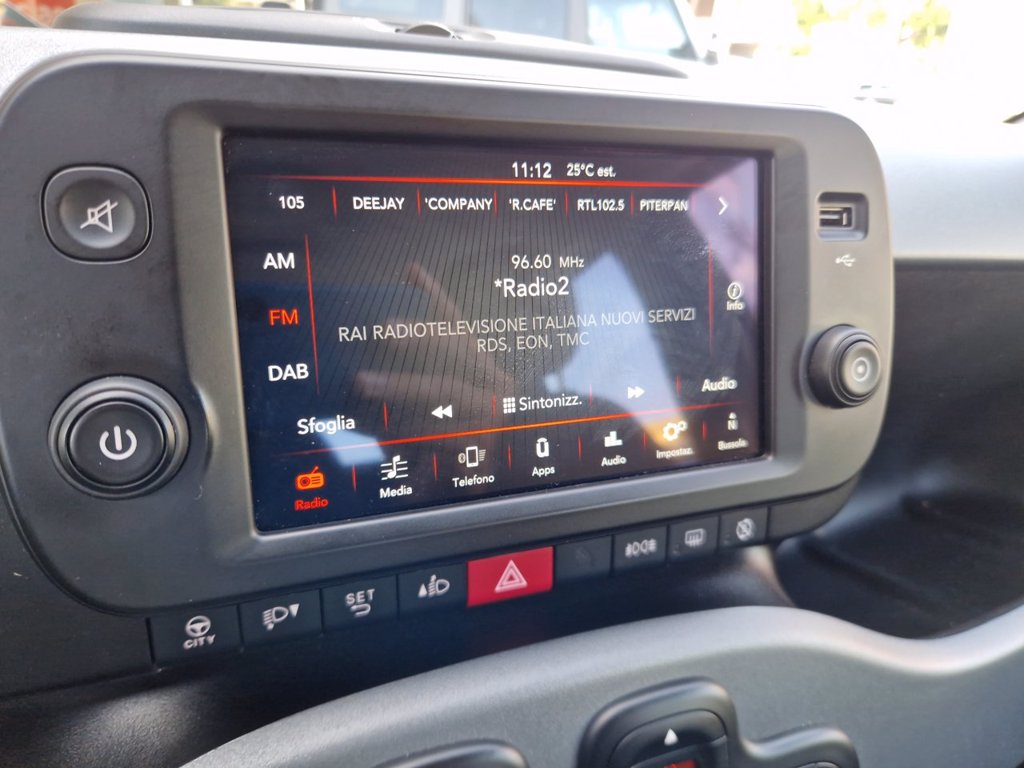 11:12 25°C est.
105 DEEJAY 'COMPANY 'R.CAFE' RTL102.5 PITERPAN
AM
96.60 MHz
*Radio2
Info
FM
RAI RADIOTELEVISIONE ITALIANA NUOVI SERVIZI
RDS, EON, TMC
DAB
Sfoglia
Sintonizz.
Audio
Radio
Media
Telefono
Apps
Audio
Impostaz.
N
Bussola
CITY
SET